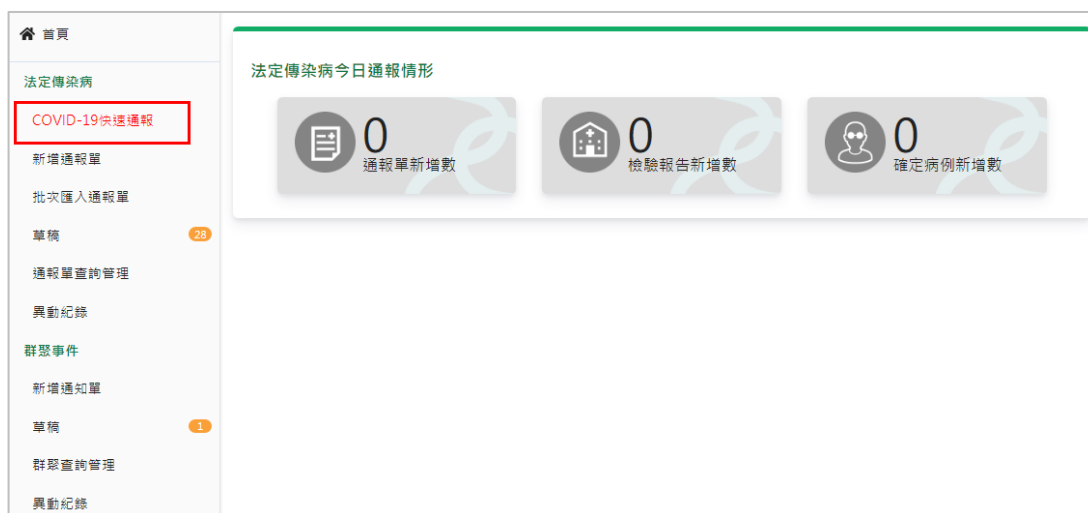 首頁
法定傳染病
COVID-19快速通報
新增通報單
批次匯入通報單
草稿 28
通報單查詢管理
異動紀錄
群聚事件
新增通知單
草稿 1
群聚查詢管理
異動紀錄
法定傳染病今日通報情形
0
通報單新增數
0
檢驗報告新增數
0
確定病例新增數